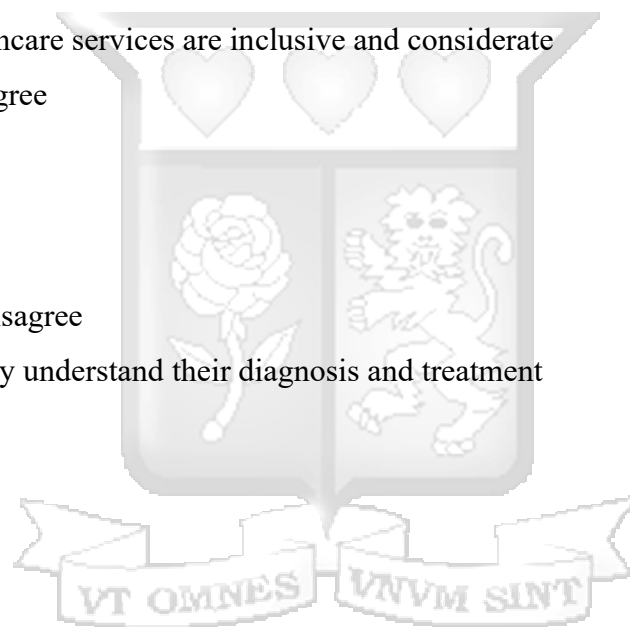 ncare services are inclusive and considerate
gree
sagree
y understand their diagnosis and treatment
VT OMNES VNVM SINT